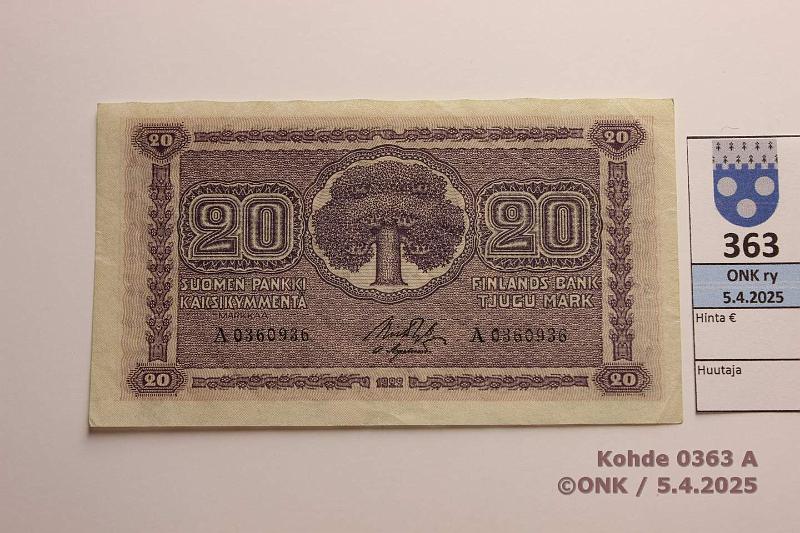 20 20
20 20
SUOMEN PANKKI
KAKSIKYMMENTÄ
MARKKAA
FINLANDS BANK
TJUGU MARK
A 0360936
A 0360936
20 1922 20
363
ONK ry
5.4.2025
Hinta €
Huutaja
Kohde 0363 A
©ONK / 5.4.2025